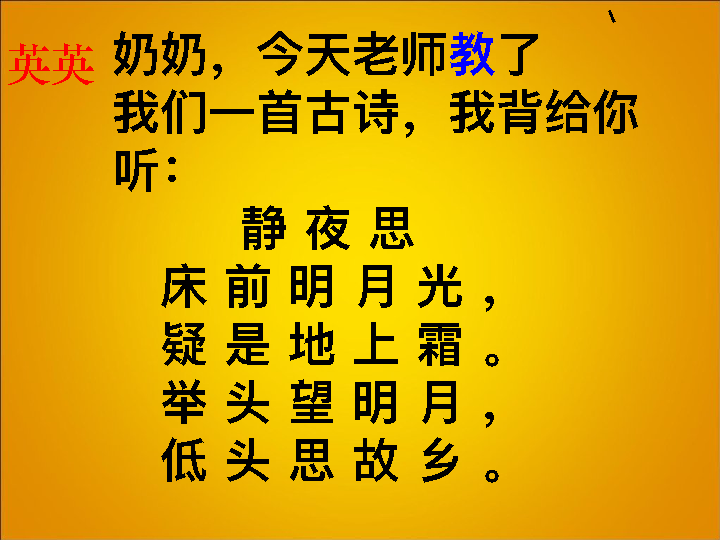 英英 奶奶，今天老师教了
我们一首古诗，我背给你
听：
静夜思
床前明月光，
疑是地上霜。
举头望明月，
低头思故乡。